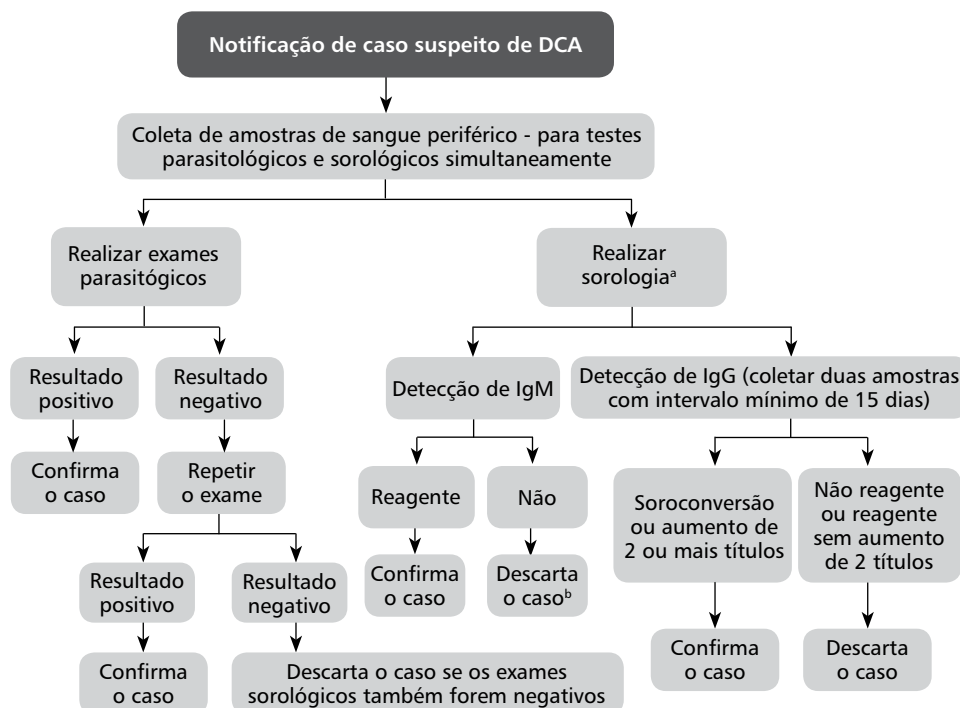 Notificação de caso suspeito de DCA
Coleta de amostras de sangue periférico - para testes
parasitológicos e sorológicos simultaneamente
Realizar exames
parasitógicos
Realizar
sorologiaᵃ
Resultado
positivo
Resultado
negativo
Detecção de IgM
Detecção de IgG (coletar duas amostras
com intervalo mínimo de 15 dias)
Confirma
o caso
Repetir
o exame
Reagente
Não
Soroconversão
ou aumento de
2 ou mais títulos
Não reagente
ou reagente
sem aumento
de 2 títulos
Resultado
positivo
Resultado
negativo
Confirma
o caso
Descarta
o casoᵇ
Confirma
o caso
Descarta o caso se os exames
sorológicos também forem negativos
Confirma
o caso
Descarta
o caso